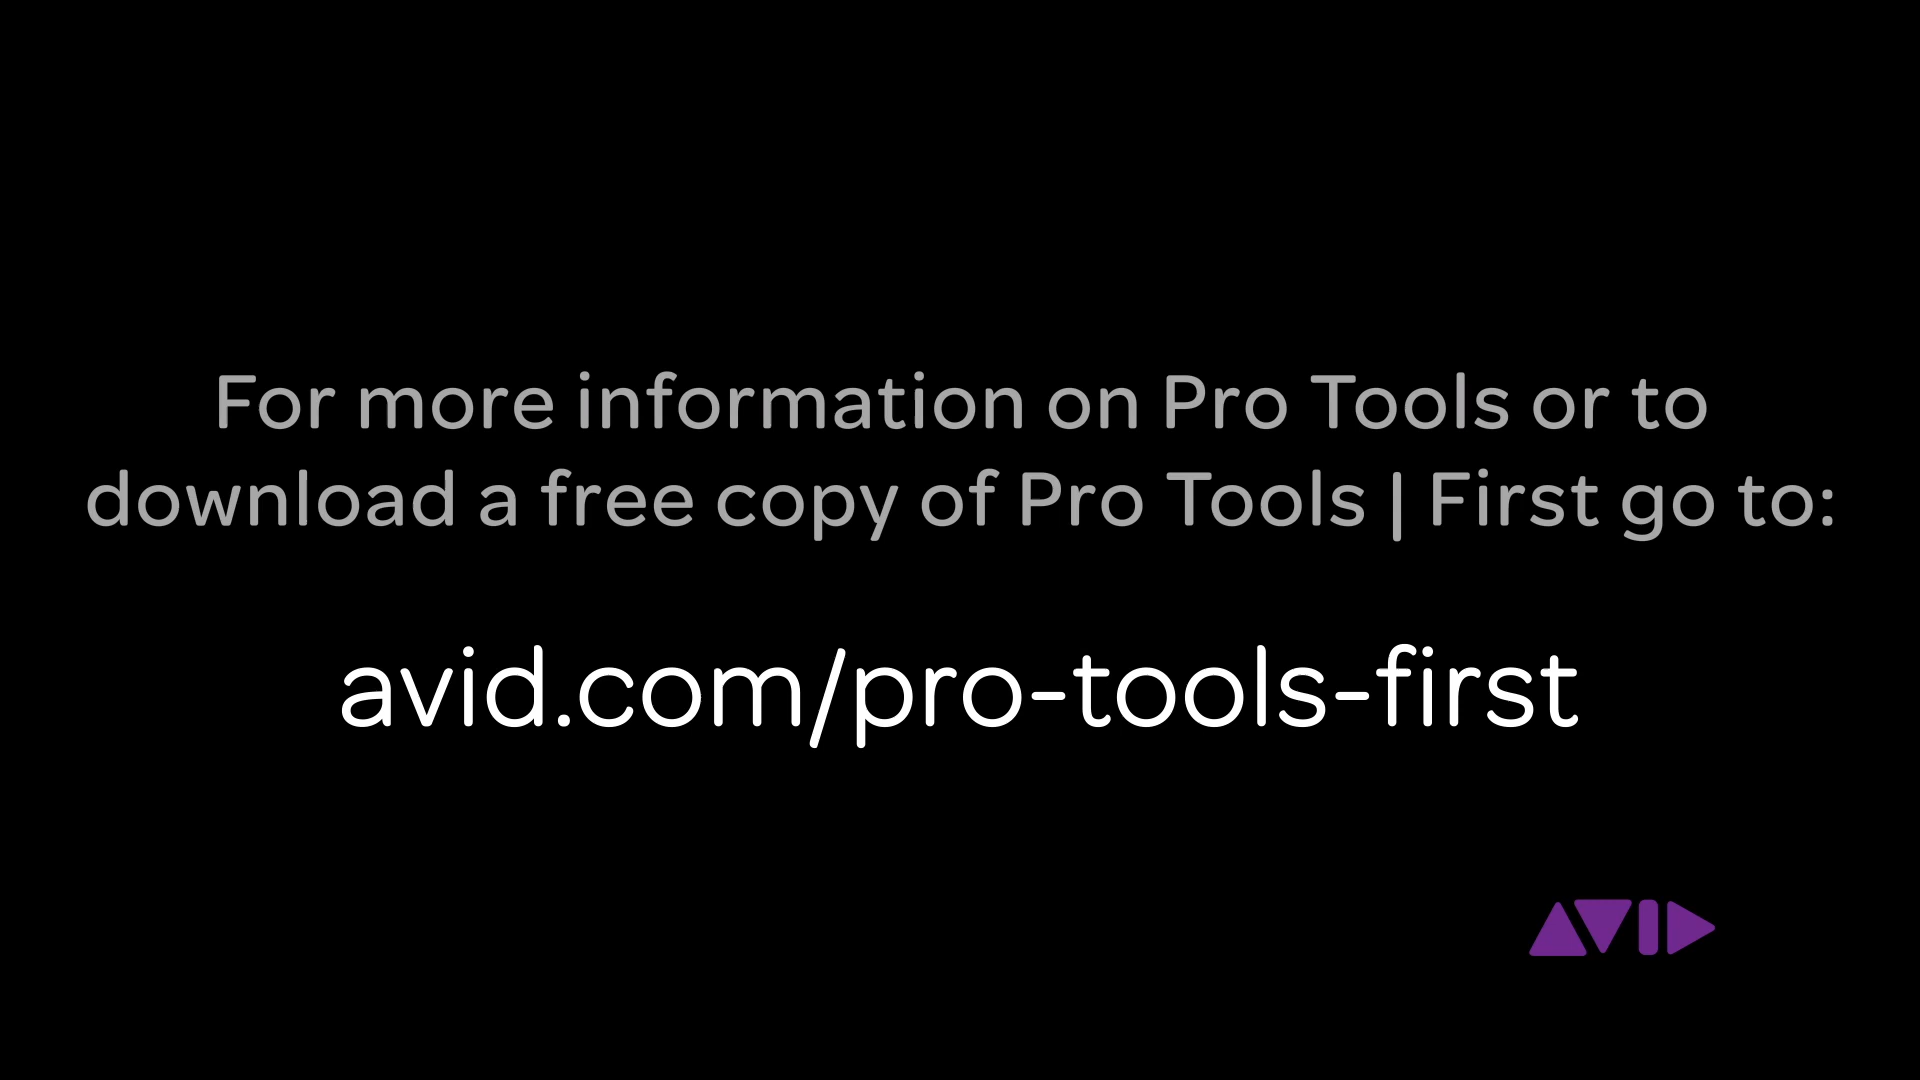 For more information on Pro Tools or to
download a free copy of Pro Tools | First go to:
avid.com/pro-tools-first
AVID